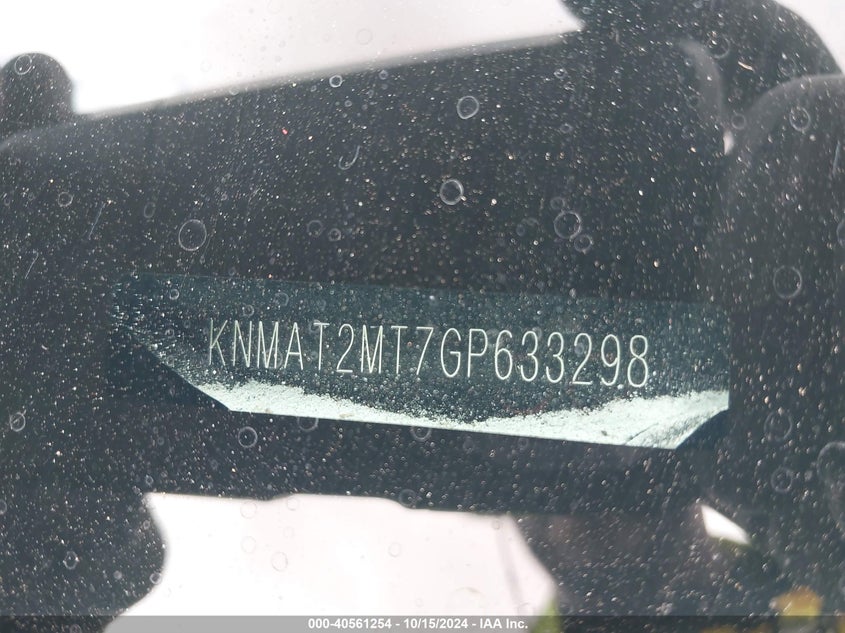 KNMAT2MT7GP633298
000-40561254 - 10/15/2024 - IAA Inc.